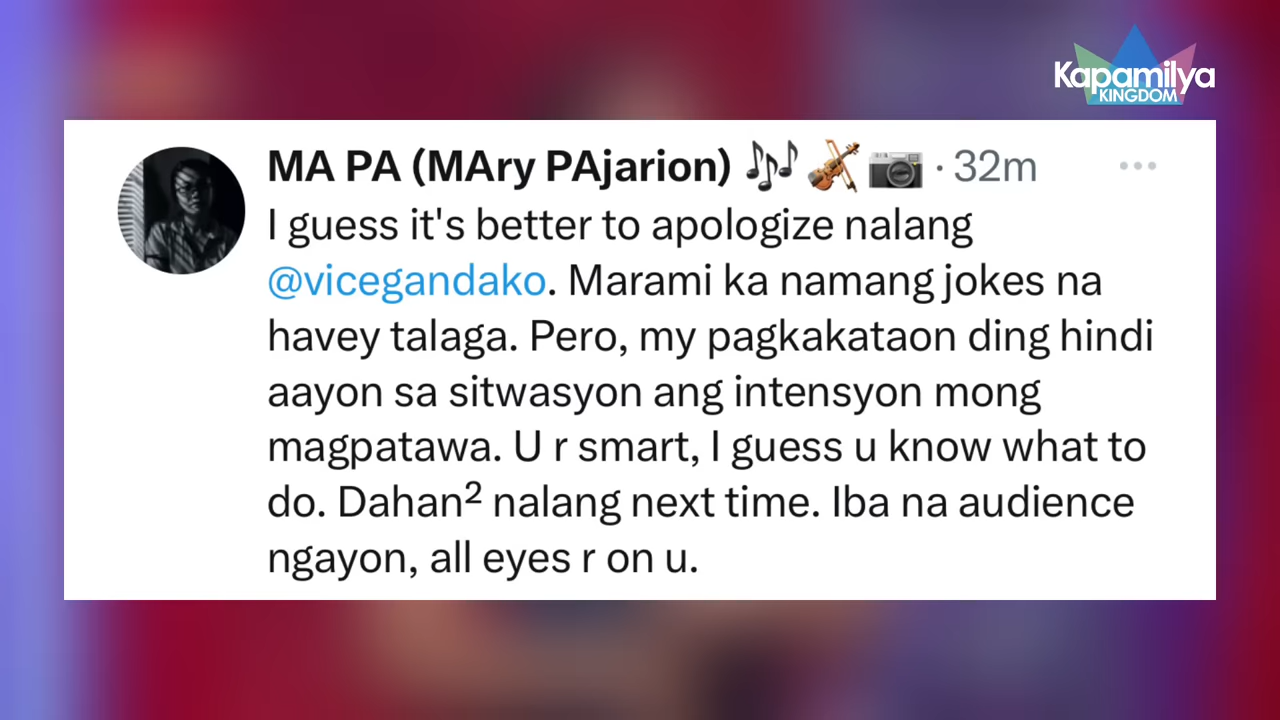 Kapamilya
KINGDOM
MA PA (MAry PAjarion) 🎶🎻📷 · 32m
I guess it's better to apologize nalang
@vicegandako. Marami ka namang jokes na
havey talaga. Pero, my pagkakataon ding hindi
aayon sa sitwasyon ang intensyon mong
magpatawa. U r smart, I guess u know what to
do. Dahan² nalang next time. Iba na audience
ngayon, all eyes r on u.